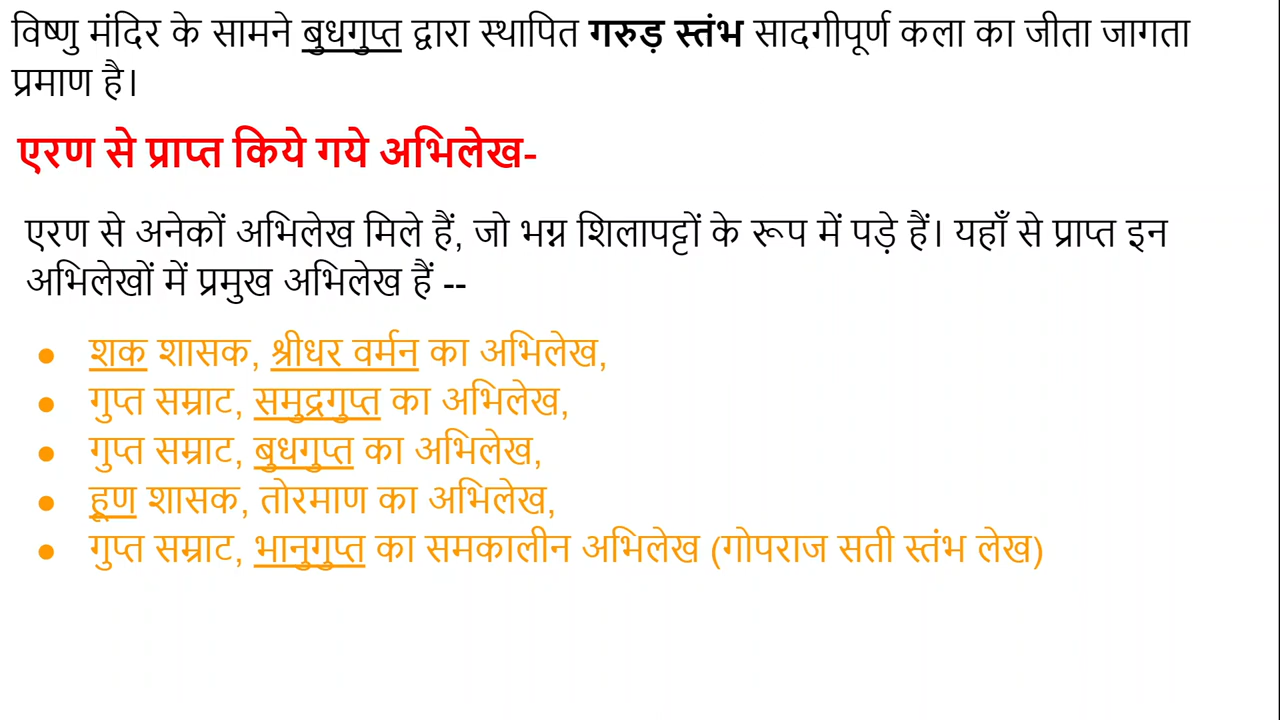 विष्णु मंदिर के सामने बुधगुप्त द्वारा स्थापित गरुड़ स्तंभ सादगीपूर्ण कला का जीता जागता
प्रमाण है।
एरण से प्राप्त किये गये अभिलेख-
एरण से अनेकों अभिलेख मिले हैं, जो भग्न शिलापट्टों के रूप में पड़े हैं। यहाँ से प्राप्त इन
अभिलेखों में प्रमुख अभिलेख हैं --
● शक शासक, श्रीधर वर्मन का अभिलेख,
● गुप्त सम्राट, समुद्रगुप्त का अभिलेख,
● गुप्त सम्राट, बुधगुप्त का अभिलेख,
● हूण शासक, तोरमाण का अभिलेख,
● गुप्त सम्राट, भानुगुप्त का समकालीन अभिलेख (गोपराज सती स्तंभ लेख)